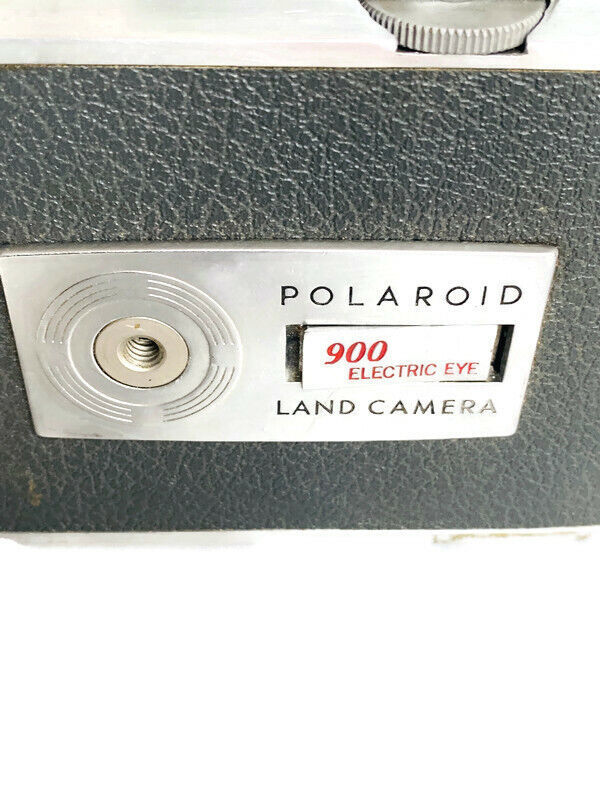 POLAROID
900
ELECTRIC EYE
LAND CAMERA